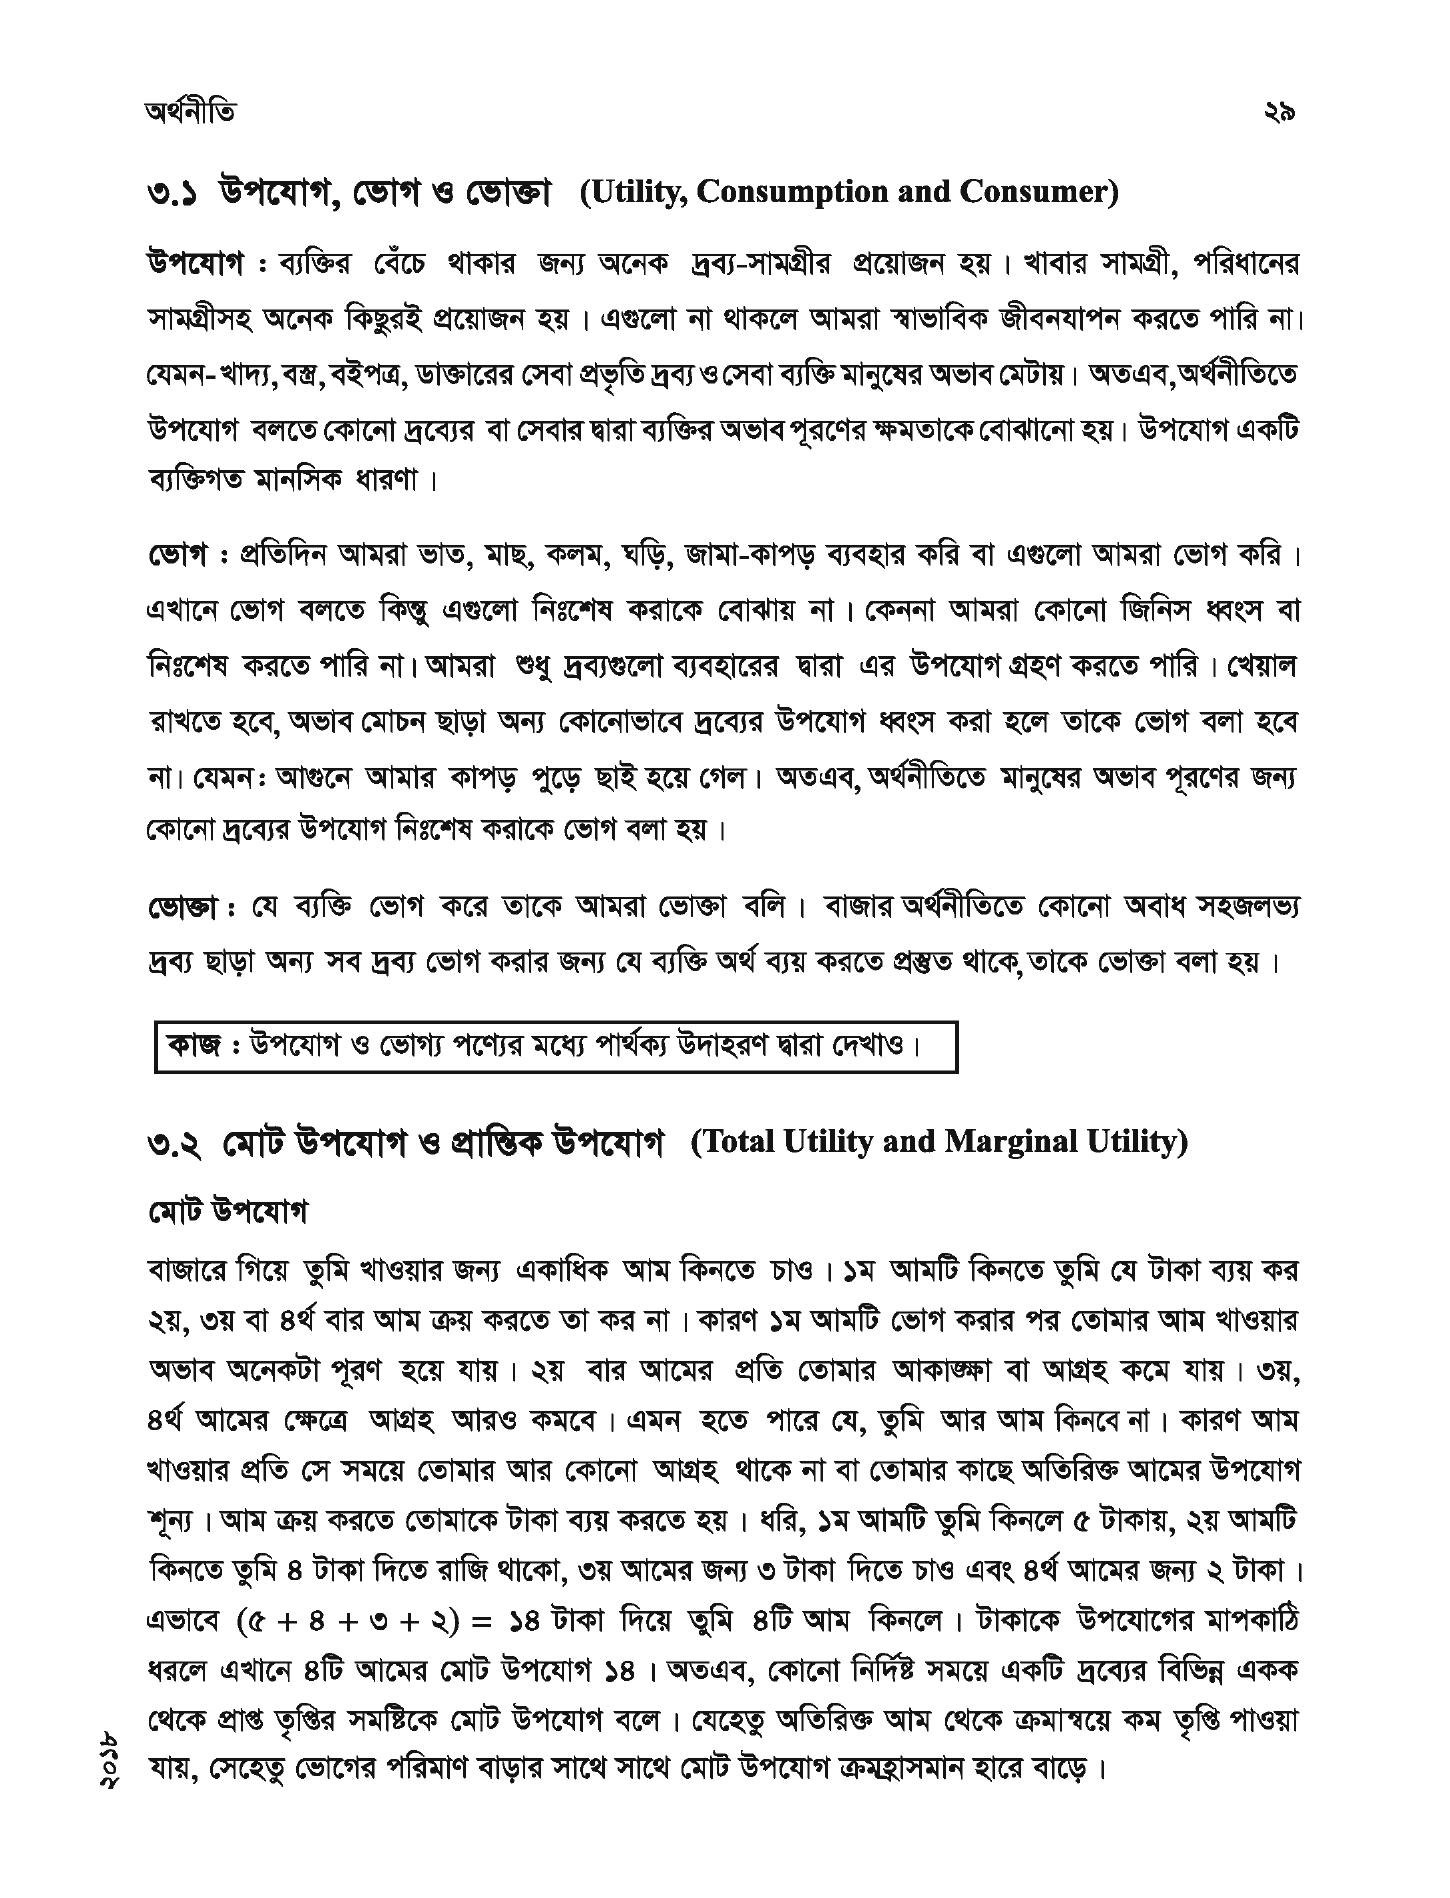 অর্থনীতি ২৯
৩.১ উপযোগ, ভোগ ও ভোক্তা (Utility, Consumption and Consumer)
উপযোগ : ব্যক্তির বেঁচে থাকার জন্য অনেক দ্রব্য-সামগ্রীর প্রয়োজন হয়। খাবার সামগ্রী, পরিধানের
সামগ্রীসহ অনেক কিছুরই প্রয়োজন হয়। এগুলো না থাকলে আমরা স্বাভাবিক জীবনযাপন করতে পারি না।
যেমন- খাদ্য, বস্ত্র, বইপত্র, ডাক্তারের সেবা প্রভৃতি দ্রব্য ও সেবা ব্যক্তি মানুষের অভাব মেটায়। অতএব, অর্থনীতিতে
উপযোগ বলতে কোনো দ্রব্যের বা সেবার দ্বারা ব্যক্তির অভাব পূরণের ক্ষমতাকে বোঝানো হয়। উপযোগ একটি
ব্যক্তিগত মানসিক ধারণা।
ভোগ : প্রতিদিন আমরা ভাত, মাছ, কলম, ঘড়ি, জামা-কাপড় ব্যবহার করি বা এগুলো আমরা ভোগ করি।
এখানে ভোগ বলতে কিন্তু এগুলো নিঃশেষ করাকে বোঝায় না। কেননা আমরা কোনো জিনিস ধ্বংস বা
নিঃশেষ করতে পারি না। আমরা শুধু দ্রব্যগুলো ব্যবহারের দ্বারা এর উপযোগ গ্রহণ করতে পারি। খেয়াল
রাখতে হবে, অভাব মোচন ছাড়া অন্য কোনোভাবে দ্রব্যের উপযোগ ধ্বংস করা হলে তাকে ভোগ বলা হবে
না। যেমন: আগুনে আমার কাপড় পুড়ে ছাই হয়ে গেল। অতএব, অর্থনীতিতে মানুষের অভাব পূরণের জন্য
কোনো দ্রব্যের উপযোগ নিঃশেষ করাকে ভোগ বলা হয়।
ভোক্তা : যে ব্যক্তি ভোগ করে তাকে আমরা ভোক্তা বলি। বাজার অর্থনীতিতে কোনো অবাধ সহজলভ্য
দ্রব্য ছাড়া অন্য সব দ্রব্য ভোগ করার জন্য যে ব্যক্তি অর্থ ব্যয় করতে প্রস্তুত থাকে, তাকে ভোক্তা বলা হয়।
কাজ : উপযোগ ও ভোগ্য পণ্যের মধ্যে পার্থক্য উদাহরণ দ্বারা দেখাও।
৩.২ মোট উপযোগ ও প্রান্তিক উপযোগ (Total Utility and Marginal Utility)
মোট উপযোগ
বাজারে গিয়ে তুমি খাওয়ার জন্য একাধিক আম কিনতে চাও। ১ম আমটি কিনতে তুমি যে টাকা ব্যয় কর
২য়, ৩য় বা ৪র্থ বার আম ক্রয় করতে তা কর না। কারণ ১ম আমটি ভোগ করার পর তোমার আম খাওয়ার
অভাব অনেকটা পূরণ হয়ে যায়। ২য় বার আমের প্রতি তোমার আকাঙ্ক্ষা বা আগ্রহ কমে যায়। ৩য়,
৪র্থ আমের ক্ষেত্রে আগ্রহ আরও কমবে। এমন হতে পারে যে, তুমি আর আম কিনবে না। কারণ আম
খাওয়ার প্রতি সে সময়ে তোমার আর কোনো আগ্রহ থাকে না বা তোমার কাছে অতিরিক্ত আমের উপযোগ
শূন্য। আম ক্রয় করতে তোমাকে টাকা ব্যয় করতে হয়। ধরি, ১ম আমটি তুমি কিনলে ৫ টাকায়, ২য় আমটি
কিনতে তুমি ৪ টাকা দিতে রাজি থাকো, ৩য় আমের জন্য ৩ টাকা দিতে চাও এবং ৪র্থ আমের জন্য ২ টাকা।
এভাবে (৫ + ৪ + ৩ + ২) = ১৪ টাকা দিয়ে তুমি ৪টি আম কিনলে। টাকাকে উপযোগের মাপকাঠি
ধরলে এখানে ৪টি আমের মোট উপযোগ ১৪। অতএব, কোনো নির্দিষ্ট সময়ে একটি দ্রব্যের বিভিন্ন একক
থেকে প্রাপ্ত তৃপ্তির সমষ্টিকে মোট উপযোগ বলে। যেহেতু অতিরিক্ত আম থেকে ক্রমান্বয়ে কম তৃপ্তি পাওয়া
যায়, সেহেতু ভোগের পরিমাণ বাড়ার সাথে সাথে মোট উপযোগ ক্রমহ্রাসমান হারে বাড়ে।
২০১৮